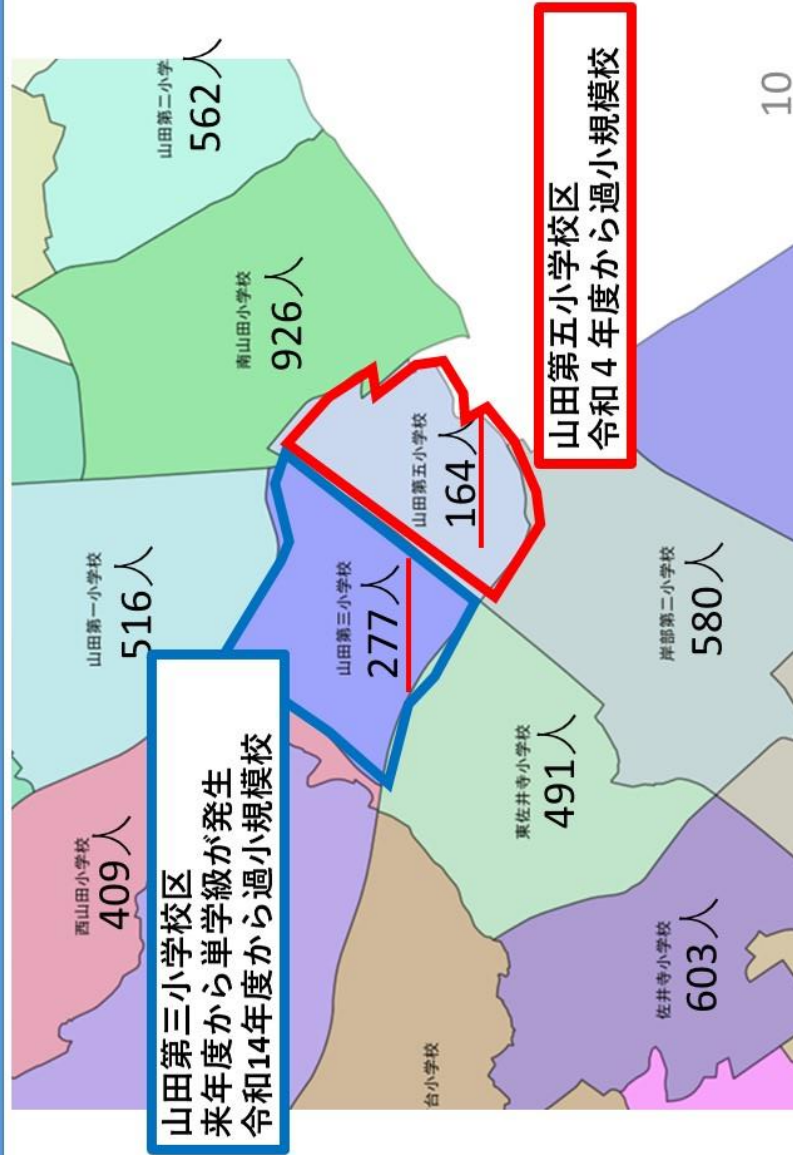 山田第二小学
562人
南山田小学校
926人
山田第一小学校
516人
西山田小学校
409人
山田第三小学校区
来年度から単学級が発生
令和14年度から過小規模校
山田第三小学校
277人
山田第五小学校
164人
山田第五小学校区
令和４年度から過小規模校
台小学校
東佐井寺小学校
491人
佐井寺小学校
603人
岸部第二小学校
580人
10